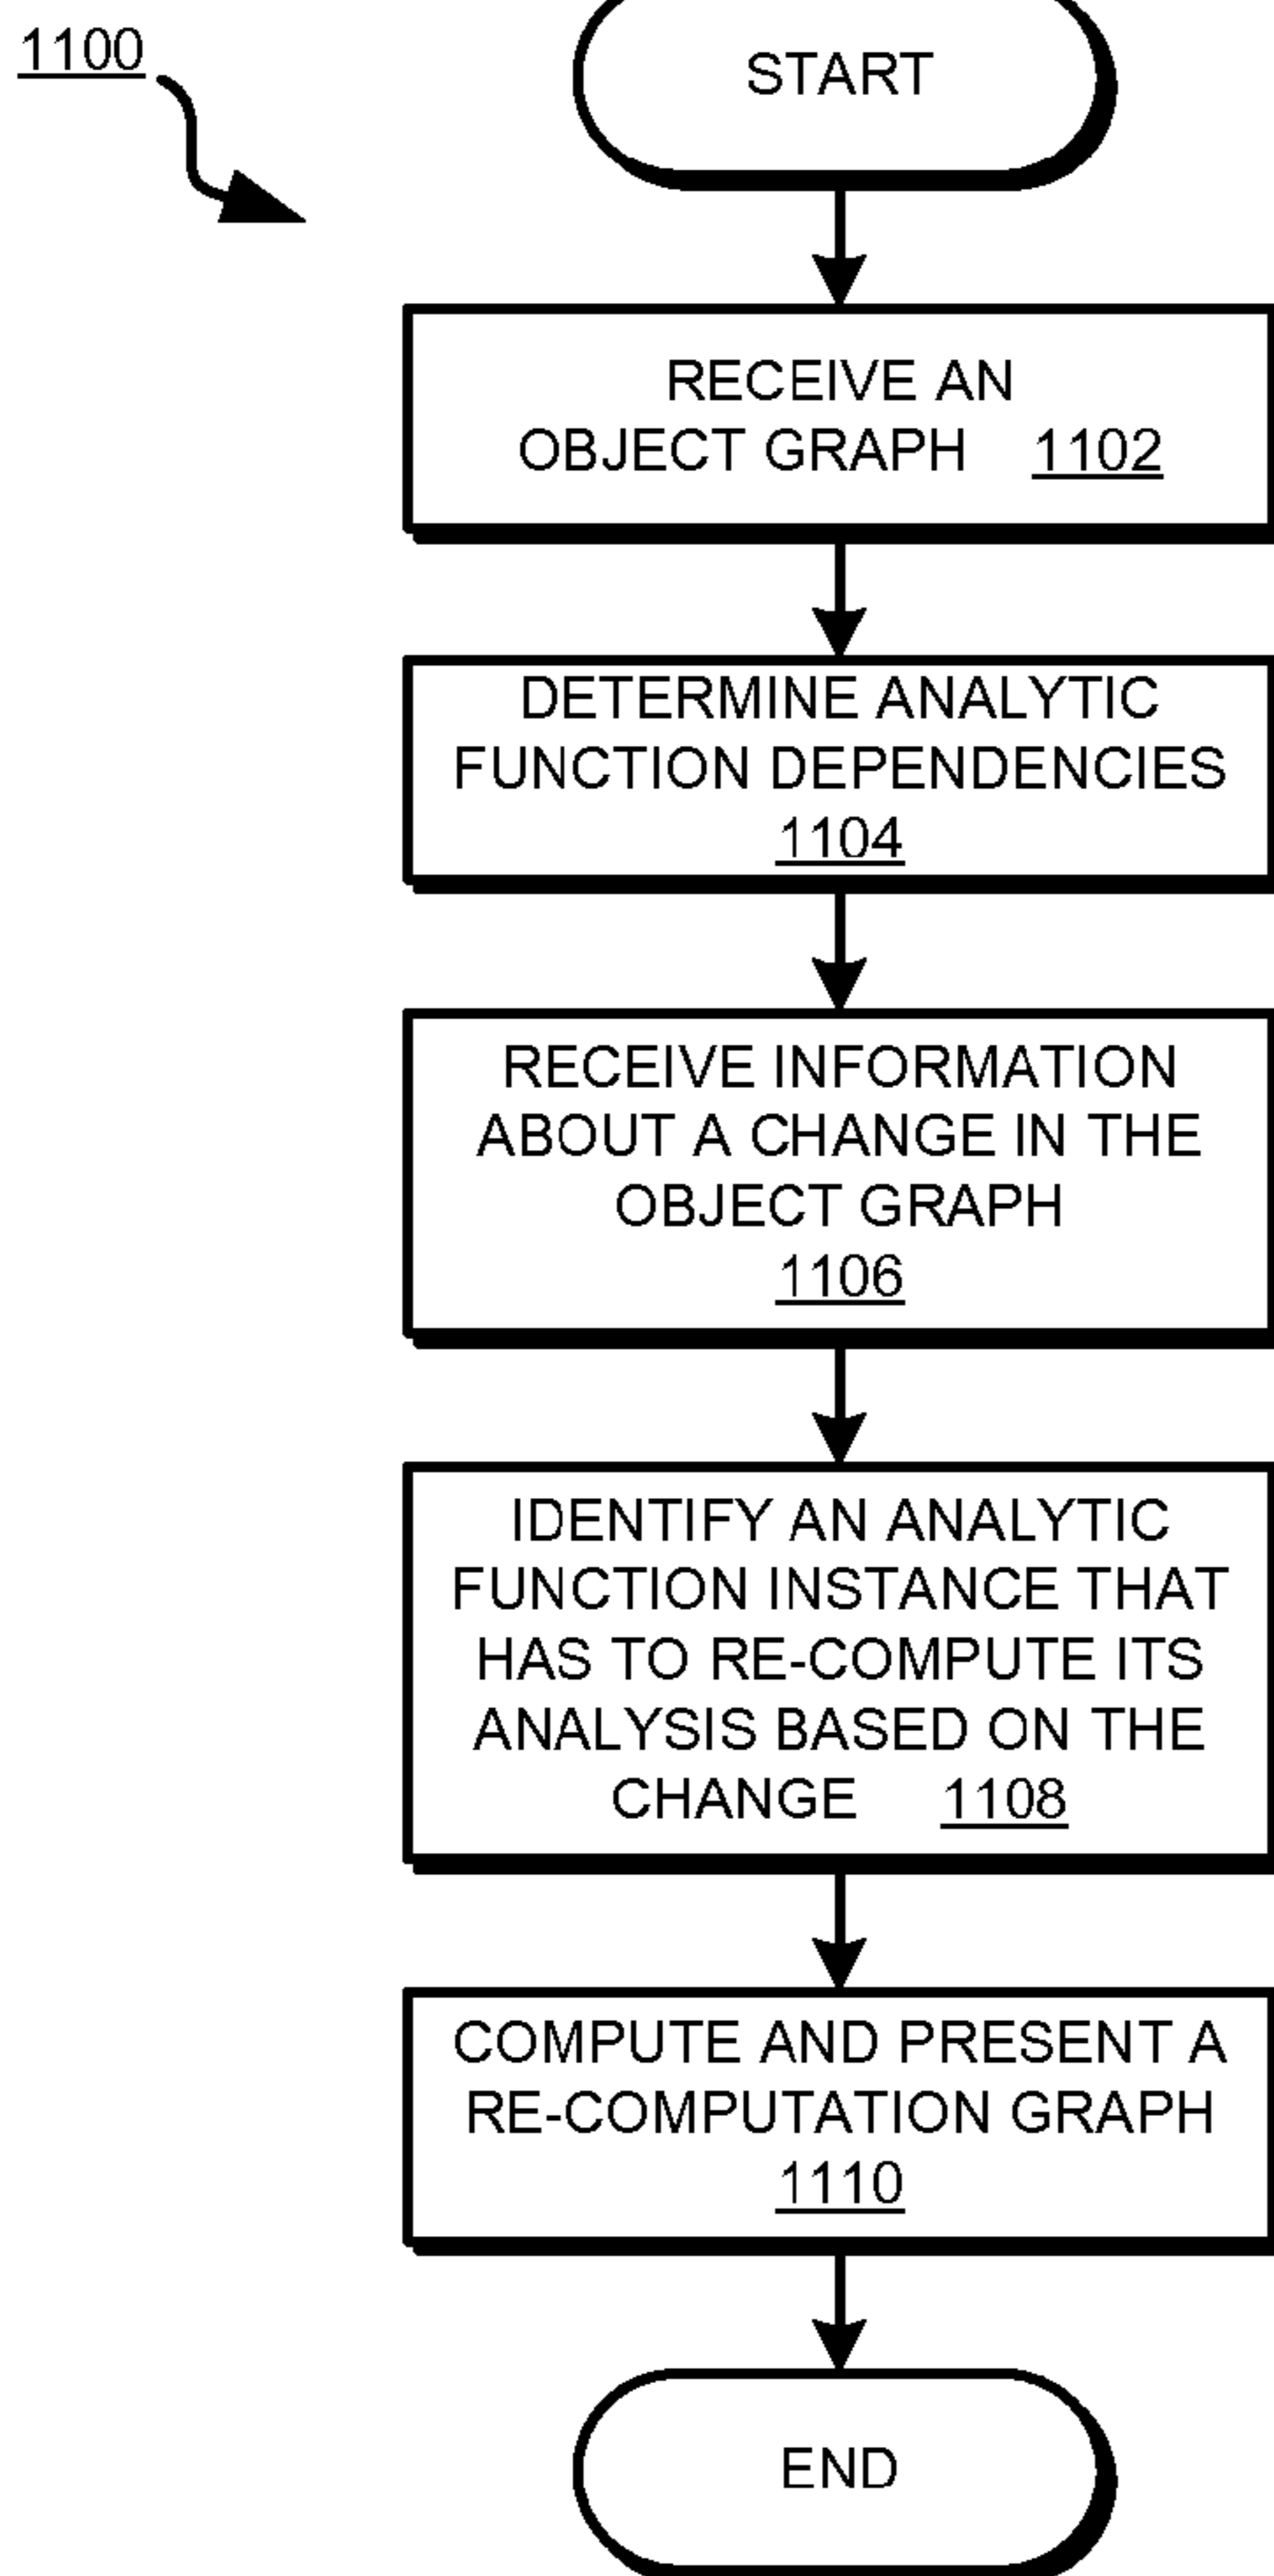 1100
START
RECEIVE AN
OBJECT GRAPH 1102
DETERMINE ANALYTIC
FUNCTION DEPENDENCIES
1104
RECEIVE INFORMATION
ABOUT A CHANGE IN THE
OBJECT GRAPH
1106
IDENTIFY AN ANALYTIC
FUNCTION INSTANCE THAT
HAS TO RE-COMPUTE ITS
ANALYSIS BASED ON THE
CHANGE 1108
COMPUTE AND PRESENT A
RE-COMPUTATION GRAPH
1110
END